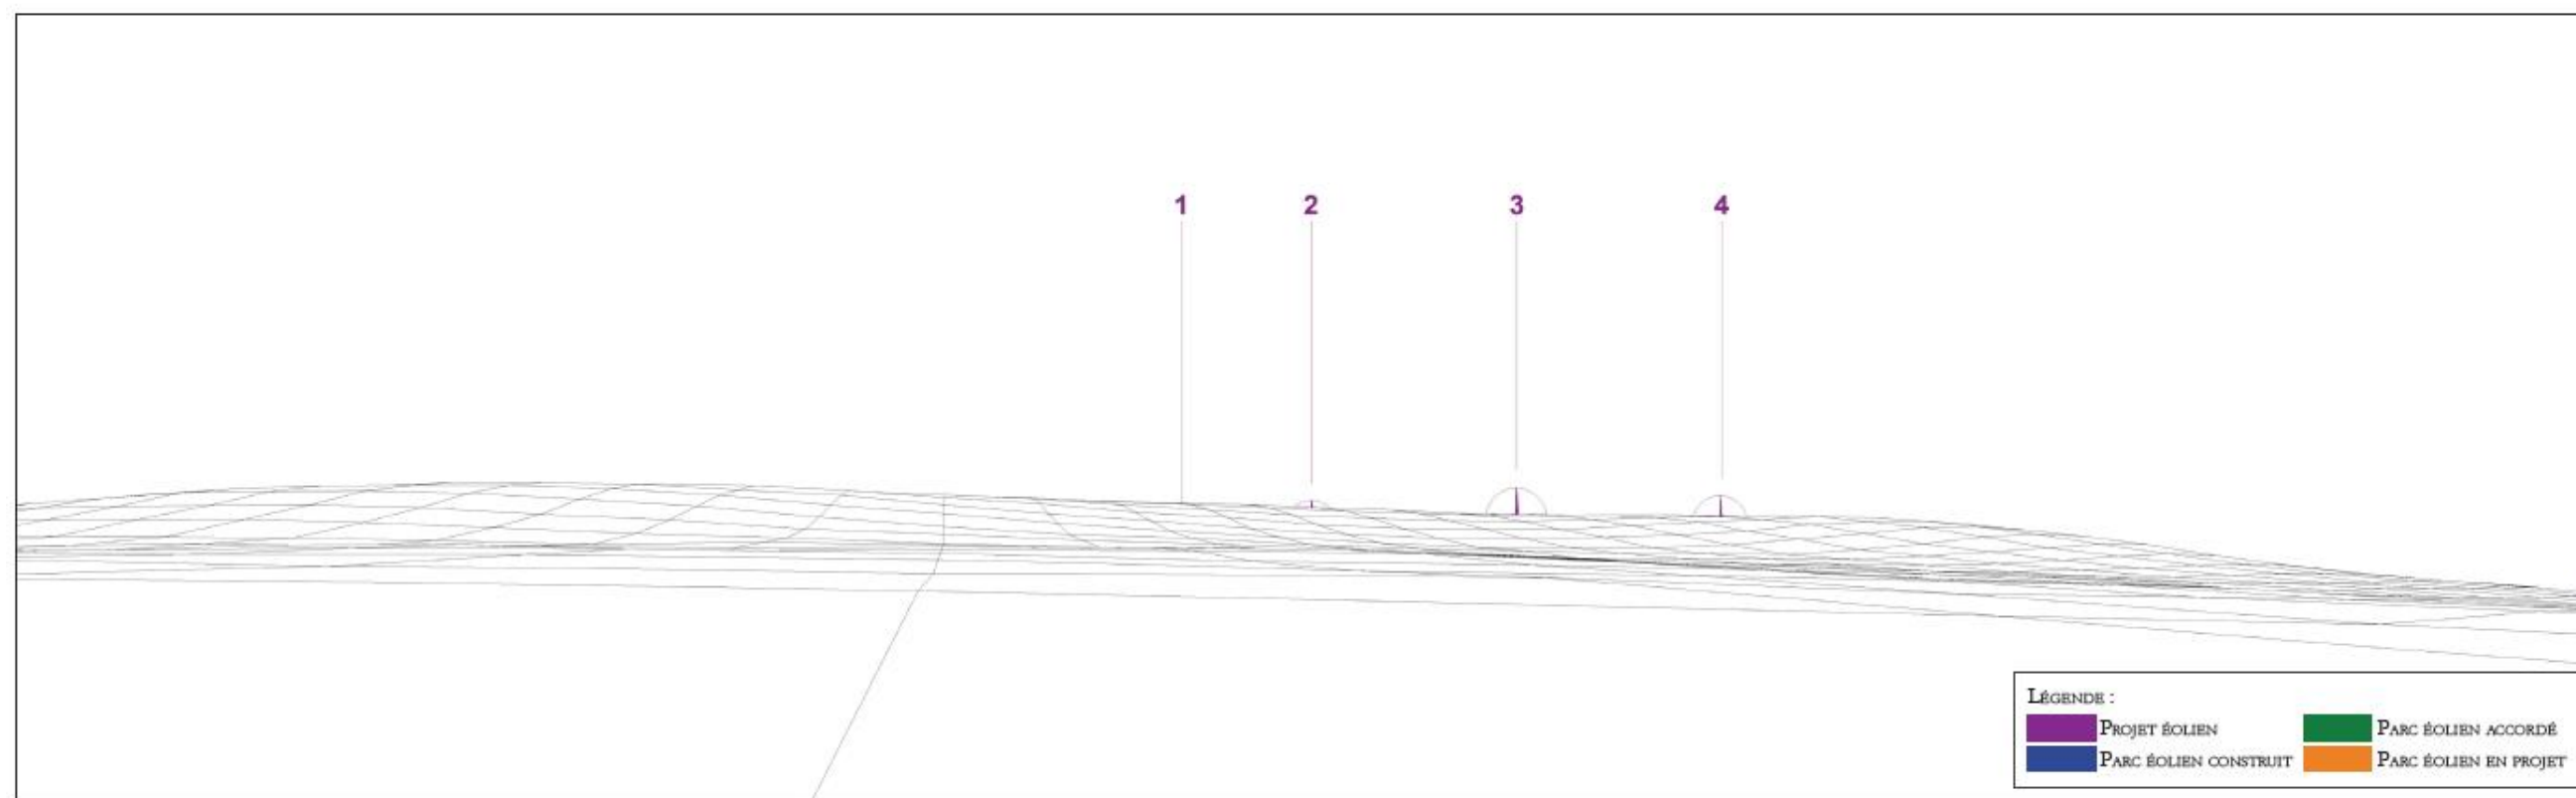 1 2 3 4
LÉGENDE :
PROJET ÉOLIEN PARC ÉOLIEN ACCORDÉ
PARC ÉOLIEN CONSTRUIT PARC ÉOLIEN EN PROJET